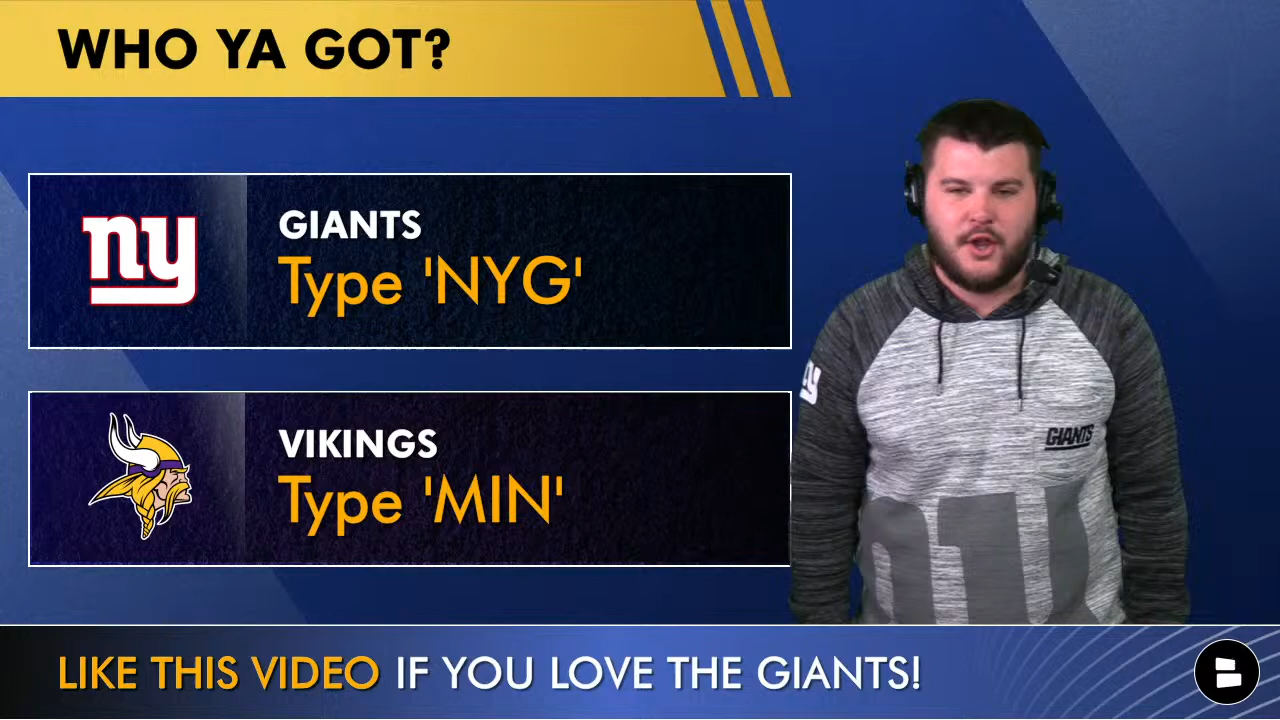 WHO YA GOT?
ny
GIANTS
Type 'NYG'
VIKINGS
Type 'MIN'
ny
GIANTS
LIKE THIS VIDEO IF YOU LOVE THE GIANTS!